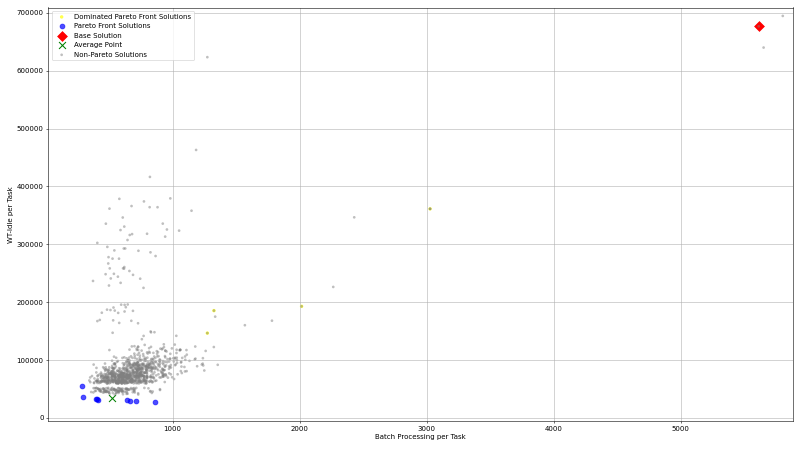 700000
600000
500000
400000
300000
200000
100000
0
WT-Idle per Task
Dominated Pareto Front Solutions
Pareto Front Solutions
Base Solution
Average Point
Non-Pareto Solutions
1000
2000
3000
4000
5000
Batch Processing per Task